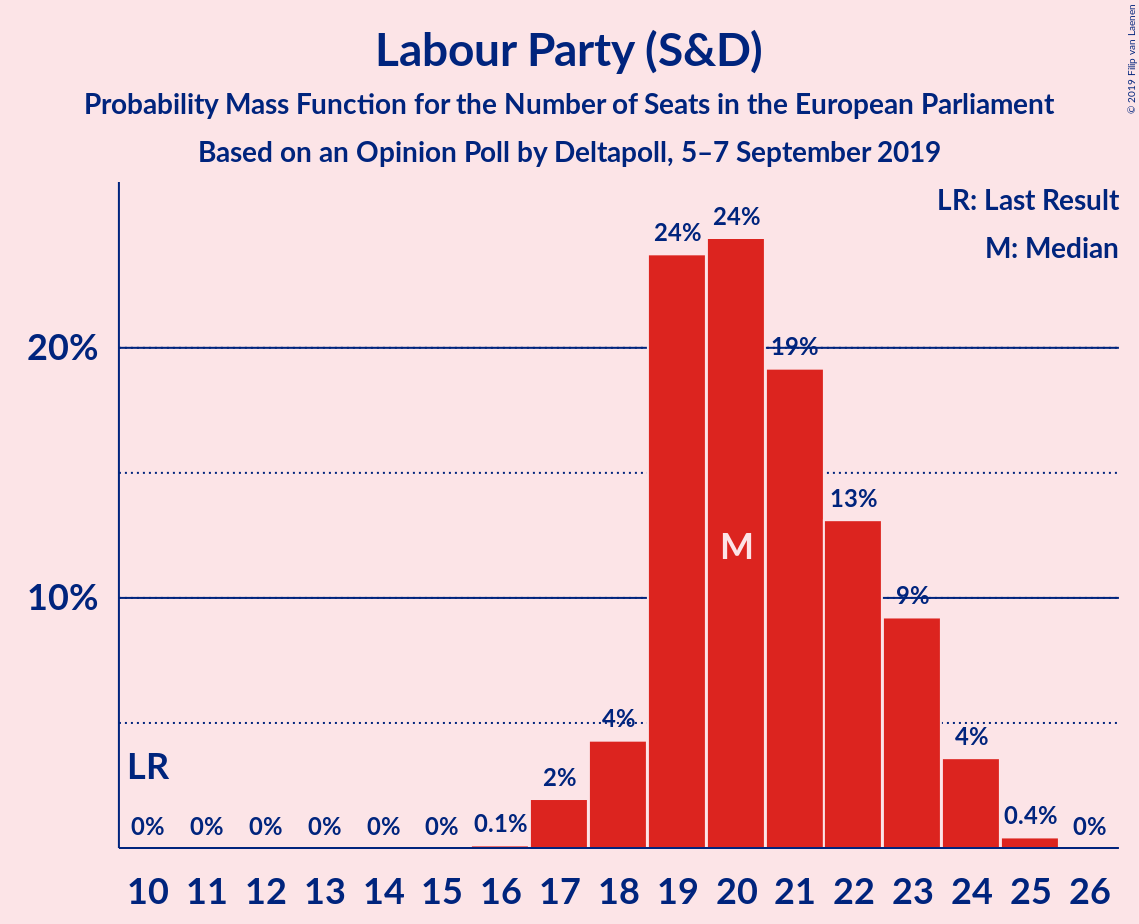 © 2019 Filip van Laenen
Labour Party (S&D)
Probability Mass Function for the Number of Seats in the European Parliament
Based on an Opinion Poll by Deltapoll, 5–7 September 2019
LR: Last Result
M: Median
24% 24%
20% 19%
13%
M
10% 9%
4% 4%
LR 2%
0% 0% 0% 0% 0% 0% 0.1% 0.4% 0%
10 11 12 13 14 15 16 17 18 19 20 21 22 23 24 25 26